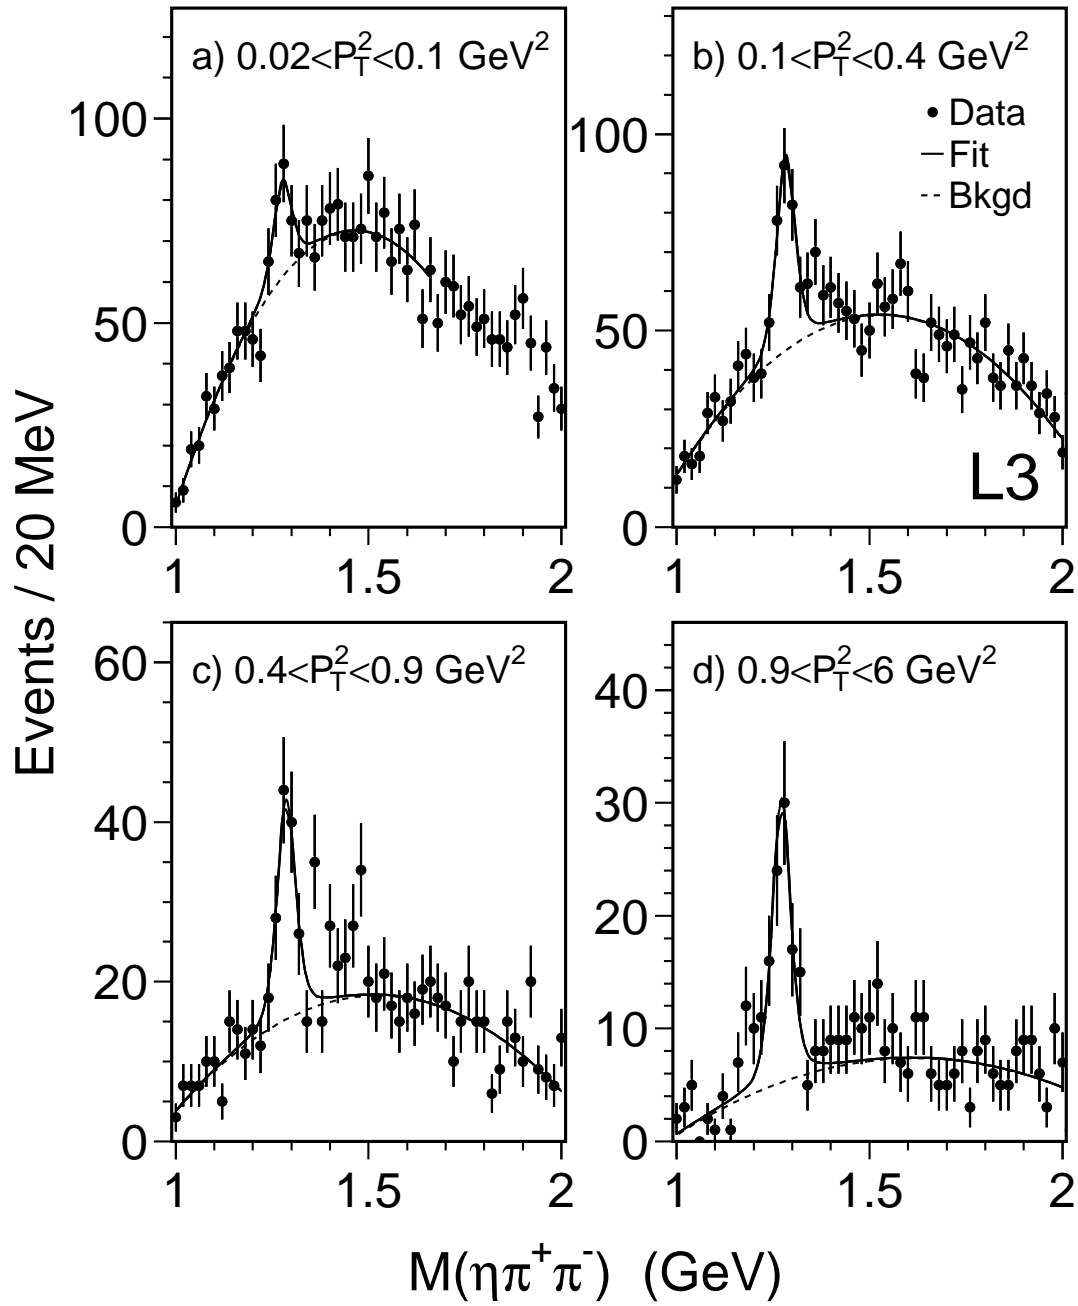 a) 0.02<P_T^2<0.1 GeV^2
100
50
0
1 1.5 2
b) 0.1<P_T^2<0.4 GeV^2
Data
Fit
Bkgd
100
50
0
L3
1 1.5 2
Events / 20 MeV
c) 0.4<P_T^2<0.9 GeV^2
60
40
20
0
1 1.5 2
d) 0.9<P_T^2<6 GeV^2
40
30
20
10
0
1 1.5 2
M(ηπ^+π^-) (GeV)